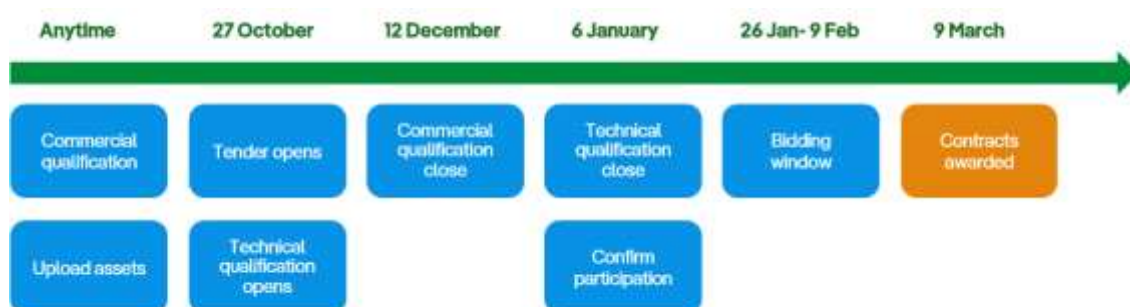 Anytime
27 October
12 December
6 January
26 Jan- 9 Feb
9 March
Commercial
qualification
Tender opens
Commercial
qualification
close
Technical
qualification
close
Bidding
window
Contracts
awarded
Upload assets
Technical
qualification
opens
Confirm
participation